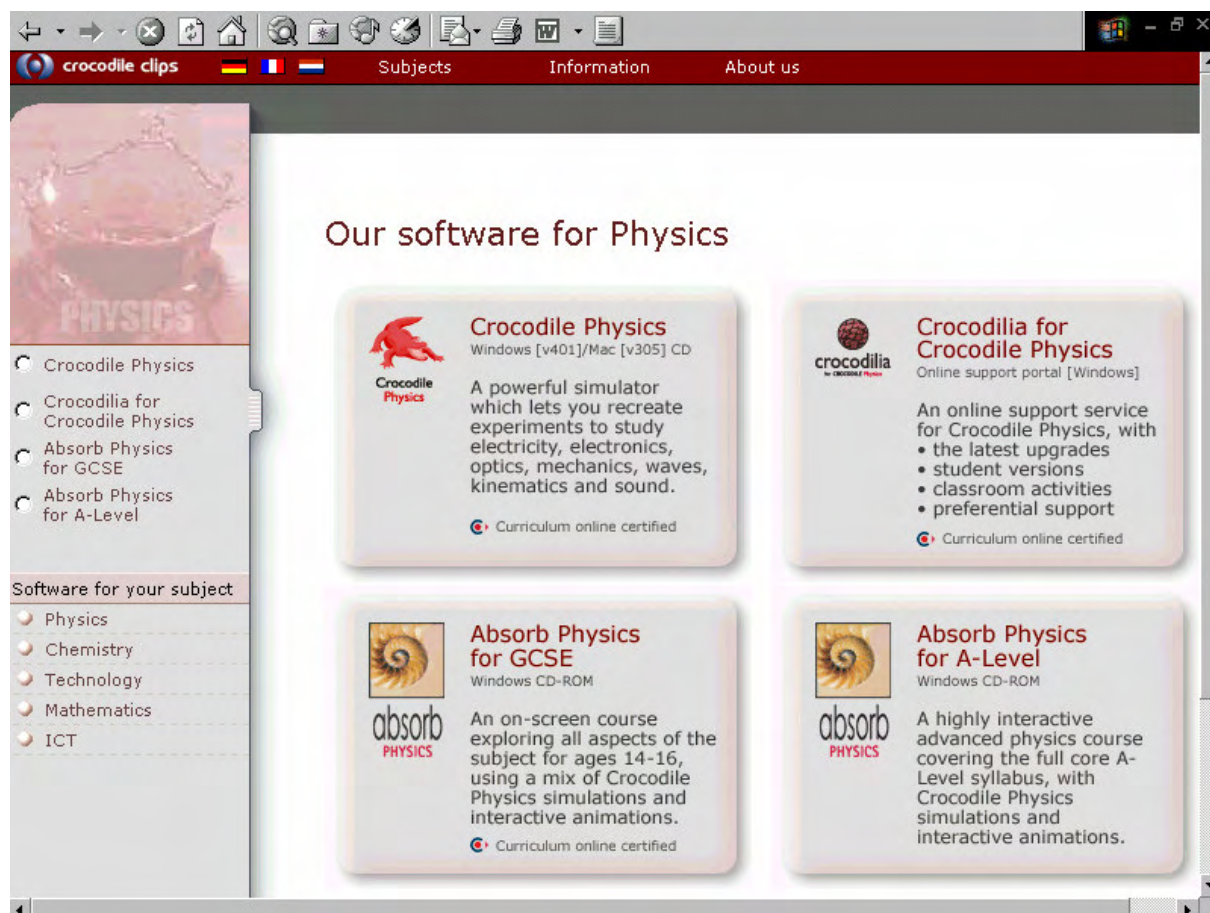 crocodile clips
Subjects
Information
About us
PHYSICS
Crocodile Physics
Crocodilia for
Crocodile Physics
Absorb Physics
for GCSE
Absorb Physics
for A-Level
Software for your subject
Physics
Chemistry
Technology
Mathematics
ICT
Our software for Physics
Crocodile
Physics
Crocodile Physics
Windows [v401]/Mac [v305] CD
A powerful simulator
which lets you recreate
experiments to study
electricity, electronics,
optics, mechanics, waves,
kinematics and sound.
Curriculum online certified
crocodilia
for CROCODILE Physics
Crocodilia for
Crocodile Physics
Online support portal [Windows]
An online support service
for Crocodile Physics, with
• the latest upgrades
• student versions
• classroom activities
• preferential support
Curriculum online certified
absorb
PHYSICS
Absorb Physics
for GCSE
Windows CD-ROM
An on-screen course
exploring all aspects of the
subject for ages 14-16,
using a mix of Crocodile
Physics simulations and
interactive animations.
Curriculum online certified
absorb
PHYSICS
Absorb Physics
for A-Level
Windows CD-ROM
A highly interactive
advanced physics course
covering the full core A-
Level syllabus, with
Crocodile Physics
simulations and
interactive animations.